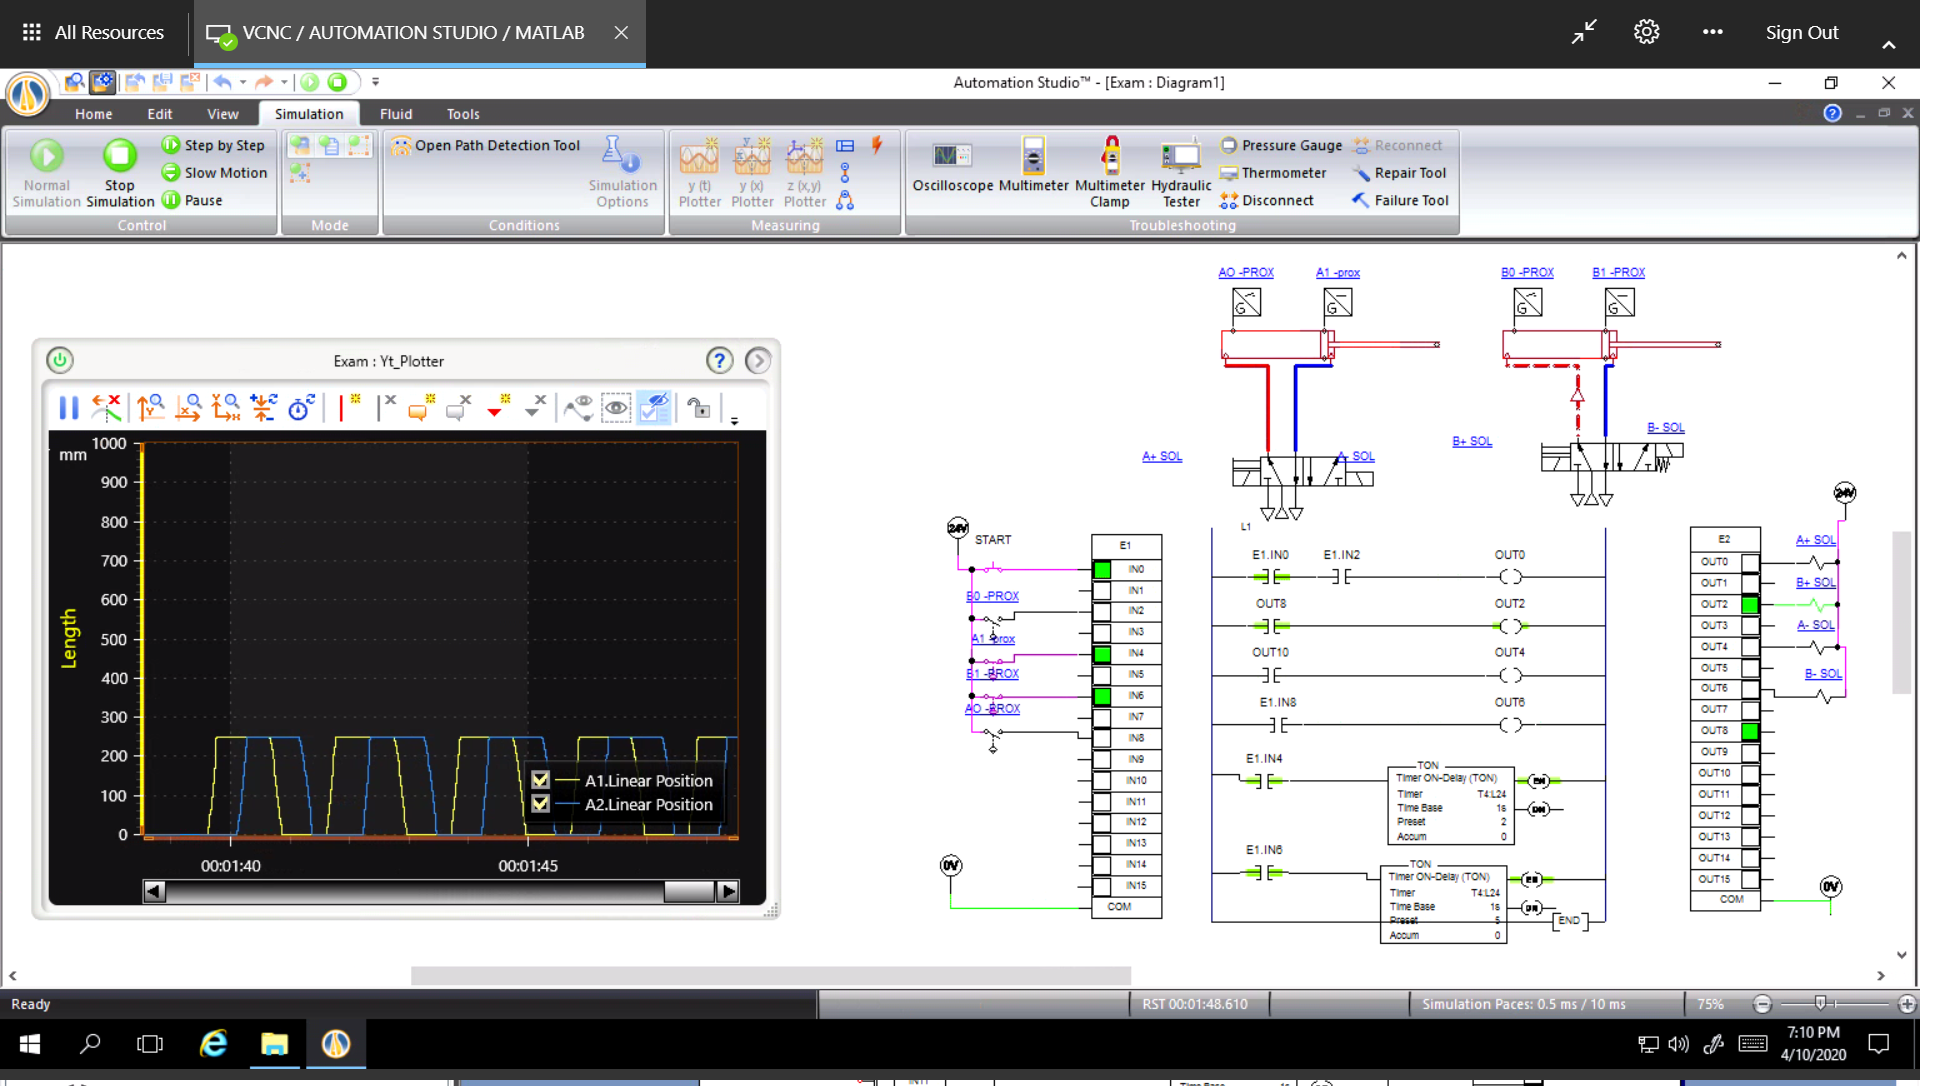 All Resources
VCNC / AUTOMATION STUDIO / MATLAB
Sign Out
Automation Studio™ - [Exam : Diagram1]
Home Edit View Simulation Fluid Tools
Normal Simulation
Stop Simulation
Step by Step
Slow Motion
Pause
Control
Mode
Open Path Detection Tool
Simulation Options
Conditions
y (t) Plotter
y (x) Plotter
z (x,y) Plotter
Measuring
Oscilloscope
Multimeter
Multimeter Clamp
Hydraulic Tester
Pressure Gauge
Thermometer
Disconnect
Reconnect
Repair Tool
Failure Tool
Troubleshooting
Exam : Yt_Plotter
mm
Length
1000
900
800
700
600
500
400
300
200
100
0
A1.Linear Position
A2.Linear Position
00:01:40
00:01:45
AO -PROX
A1 -prox
B0 -PROX
B1 -PROX
G
G
G
G
A+ SOL
A- SOL
B+ SOL
B- SOL
24V
START
B0 -PROX
A1 -prox
B1 -PROX
AO -PROX
0V
E1
IN0
IN1
IN2
IN3
IN4
IN5
IN6
IN7
IN8
IN9
IN10
IN11
IN12
IN13
IN14
IN15
COM
L1
E1.IN0 E1.IN2 OUT0
OUT8 OUT2
OUT10 OUT4
E1.IN8 OUT6
E1.IN4
TON
Timer ON-Delay (TON)
Timer T4:L24
Time Base 1s
Preset 2
Accum 0
EN
DN
E1.IN6
TON
Timer ON-Delay (TON)
Timer T4:L24
Time Base 1s
Preset 5
Accum 0
EN
DN
END
E2
OUT0
OUT1
OUT2
OUT3
OUT4
OUT5
OUT6
OUT7
OUT8
OUT9
OUT10
OUT11
OUT12
OUT13
OUT14
OUT15
COM
24V
A+ SOL
B+ SOL
A- SOL
B- SOL
0V
Ready
RST 00:01:48.610
Simulation Paces: 0.5 ms / 10 ms
75%
7:10 PM
4/10/2020
IN11
Time Base 1s